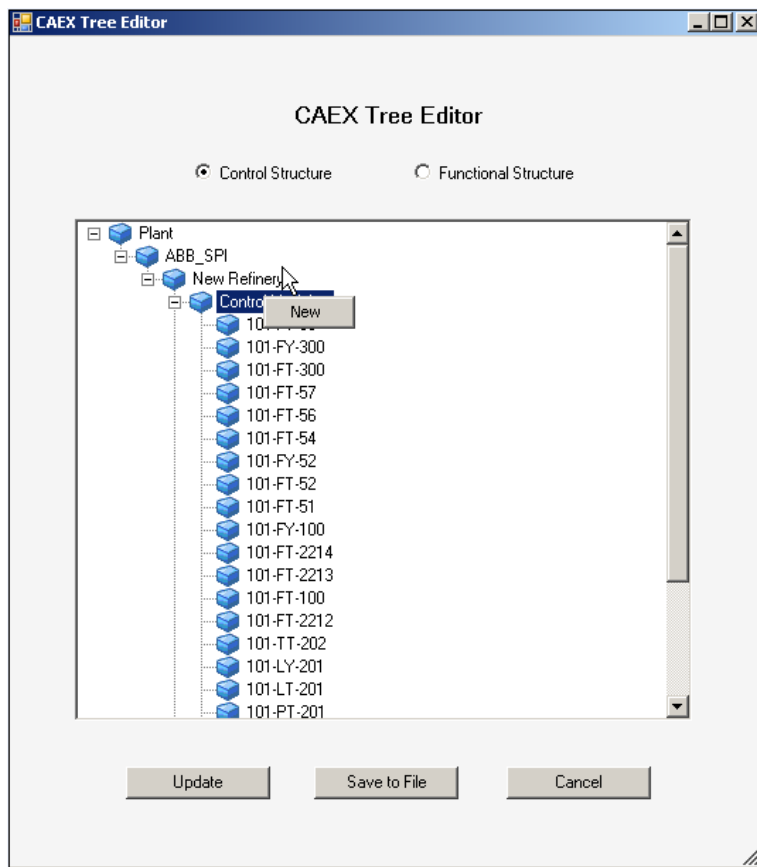 CAEX Tree Editor
CAEX Tree Editor
Control Structure
Functional Structure
Plant
ABB_SPI
New Refinery
Control
New
101-FY-300
101-FT-300
101-FT-57
101-FT-56
101-FT-54
101-FY-52
101-FT-52
101-FT-51
101-FY-100
101-FT-2214
101-FT-2213
101-FT-100
101-FT-2212
101-TT-202
101-LY-201
101-LT-201
101-PT-201
Update
Save to File
Cancel